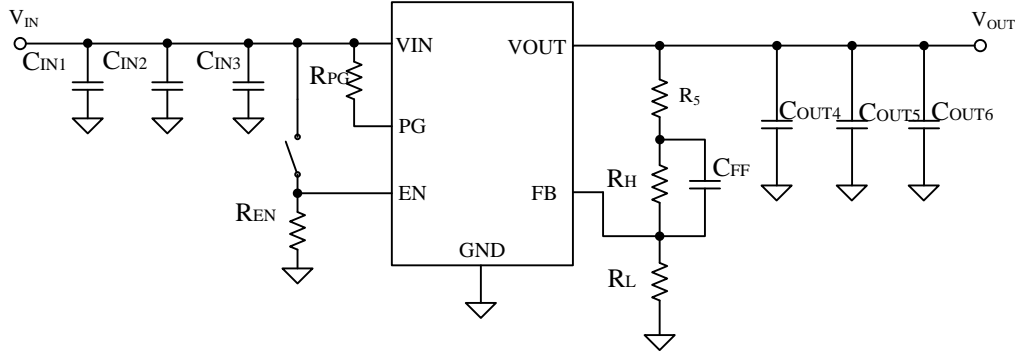 VIN
VOUT
CIN1
CIN2
CIN3
RPG
VIN
VOUT
R5
PG
COUT4
COUT5
COUT6
CFF
RH
EN
FB
REN
GND
RL